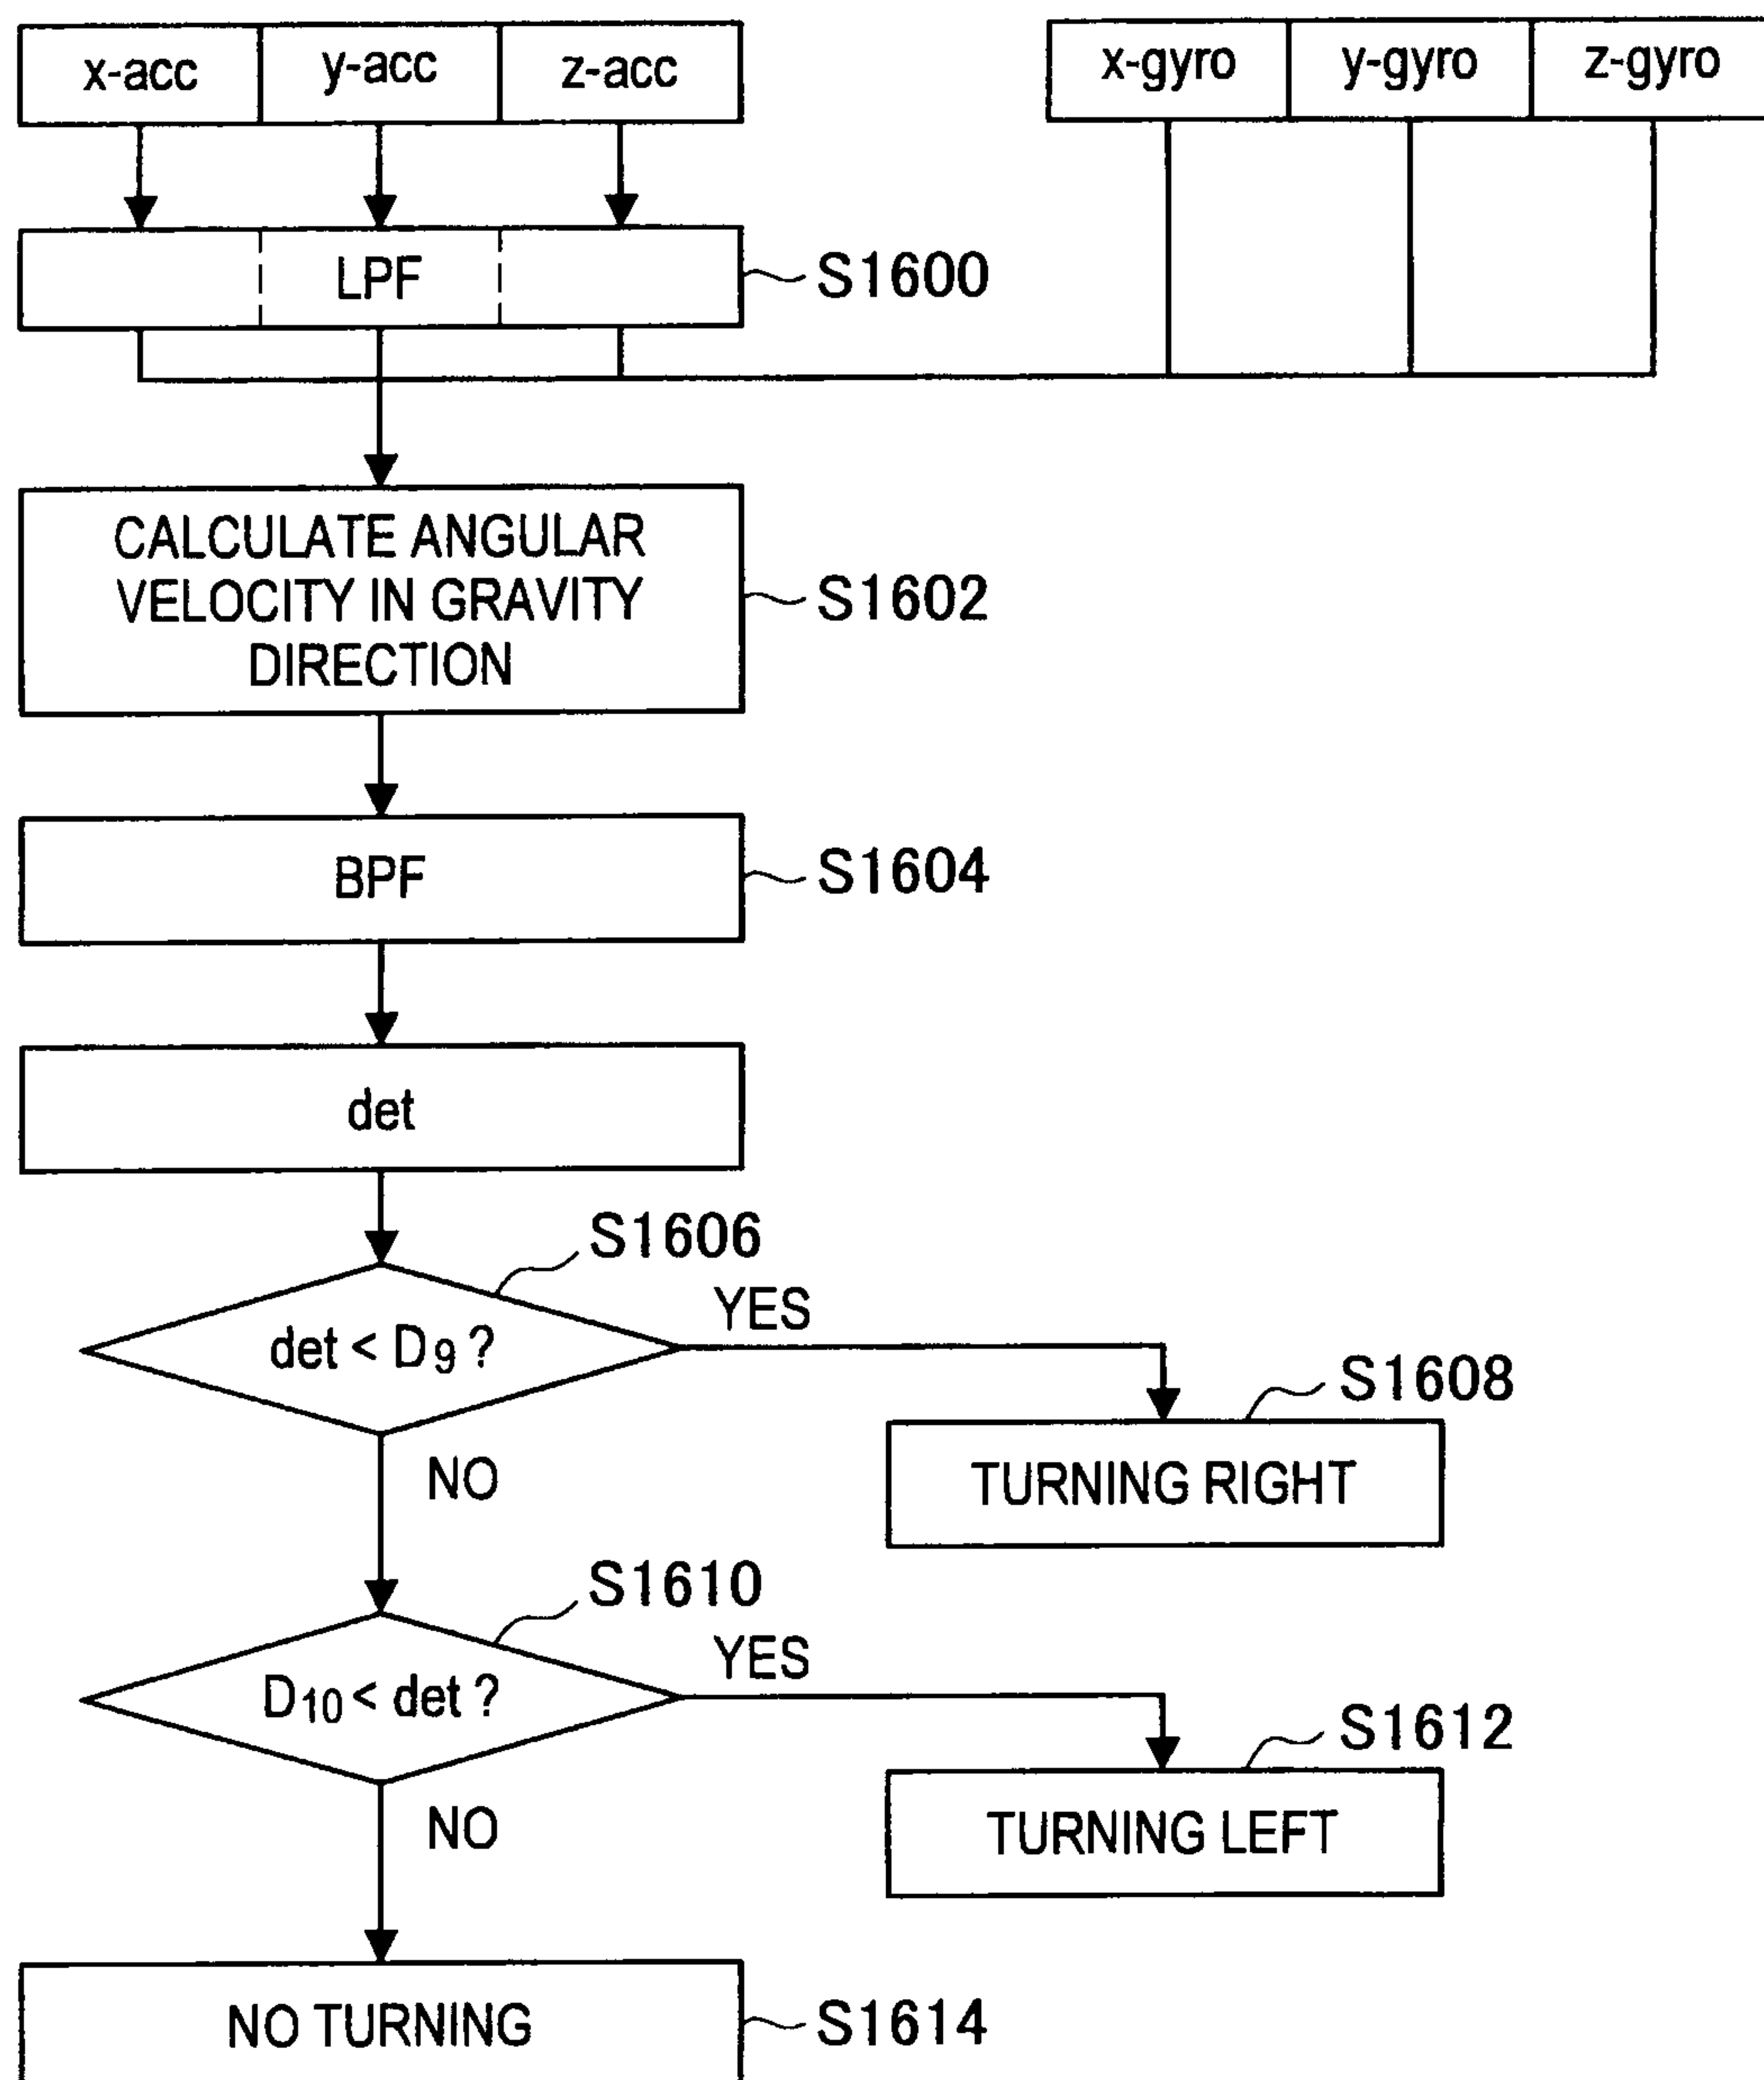 x-acc y-acc z-acc
x-gyro y-gyro z-gyro
LPF
S1600
CALCULATE ANGULAR
VELOCITY IN GRAVITY
DIRECTION
S1602
BPF
S1604
det
S1606
det < D9 ?
YES
S1608
TURNING RIGHT
NO
S1610
D10 < det ?
YES
S1612
TURNING LEFT
NO
NO TURNING
S1614